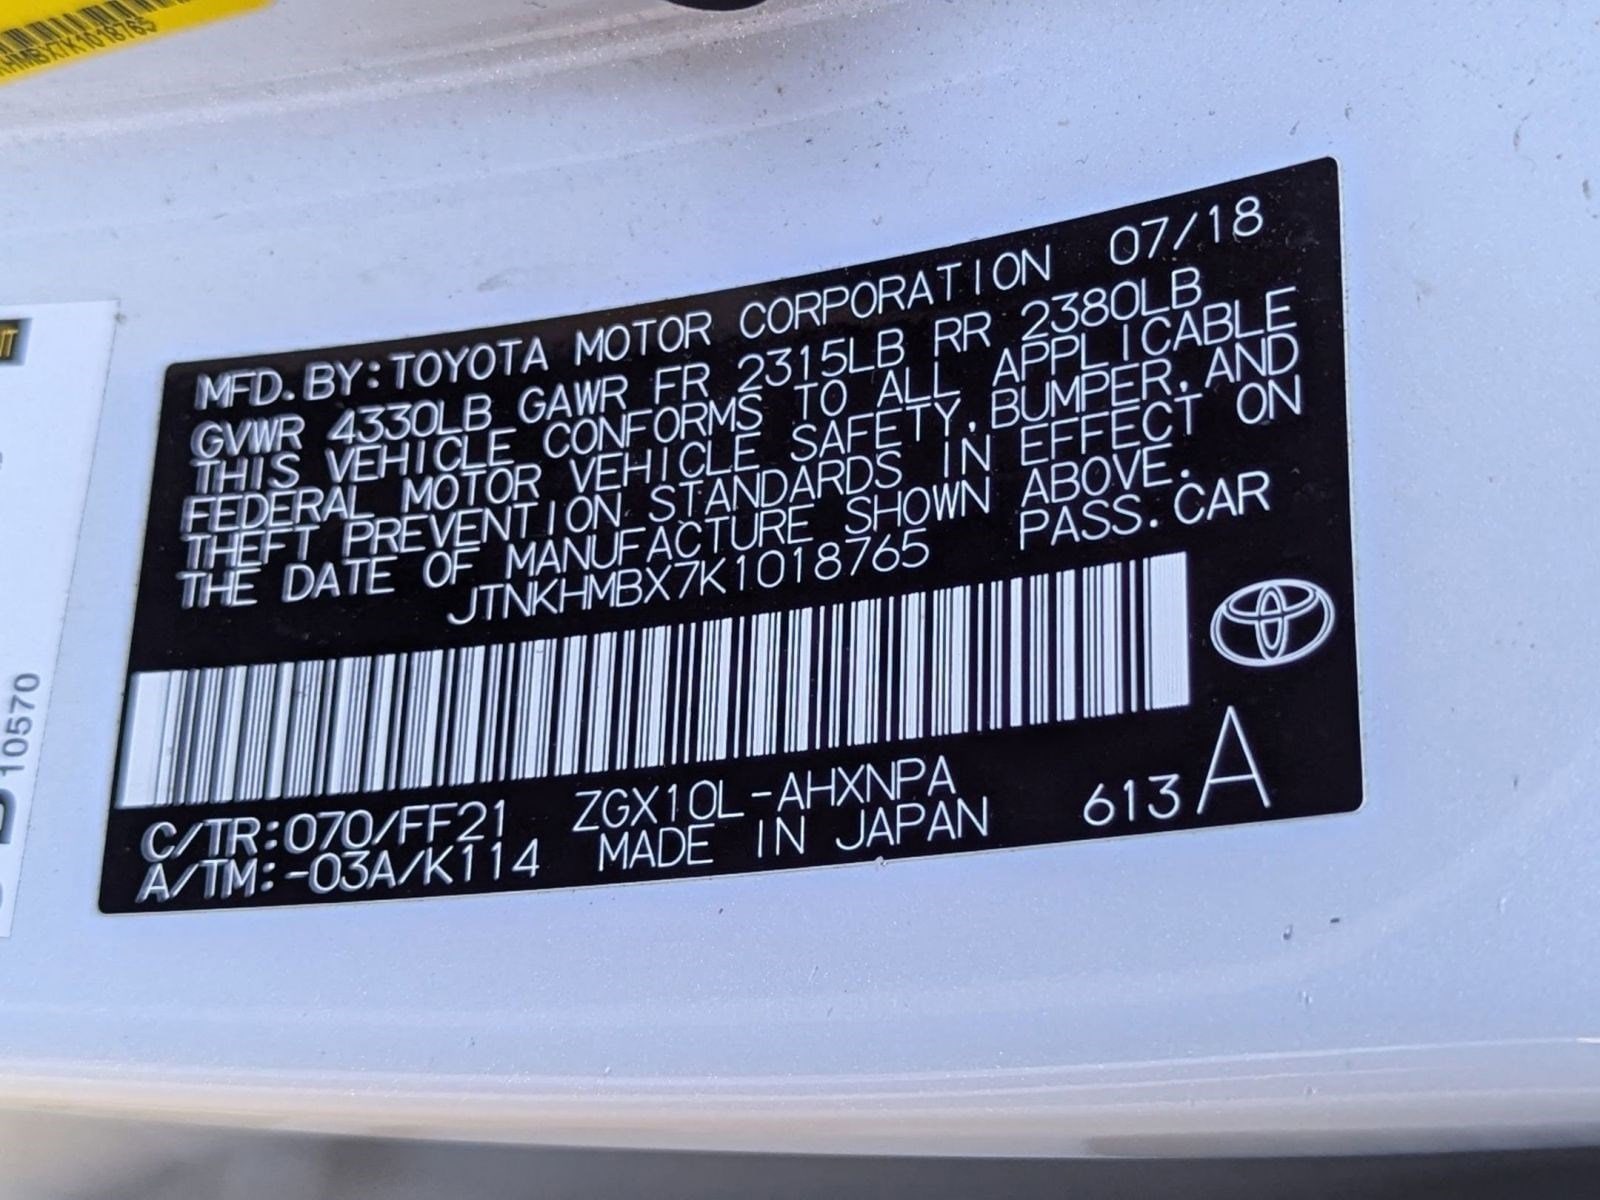 HMBX7K1018765
MFD.BY:TOYOTA MOTOR CORPORATION 07/18
GVWR 4330LB GAWR FR 2315LB RR 2380LB
THIS VEHICLE CONFORMS TO ALL APPLICABLE
FEDERAL MOTOR VEHICLE SAFETY,BUMPER,AND
THEFT PREVENTION STANDARDS IN EFFECT ON
THE DATE OF MANUFACTURE SHOWN ABOVE.
JTNKHMBX7K1018765 PASS.CAR
C/TR:070/FF21 ZGX10L-AHXNPA
A/TM:-03A/K114 MADE IN JAPAN 613 A
10570